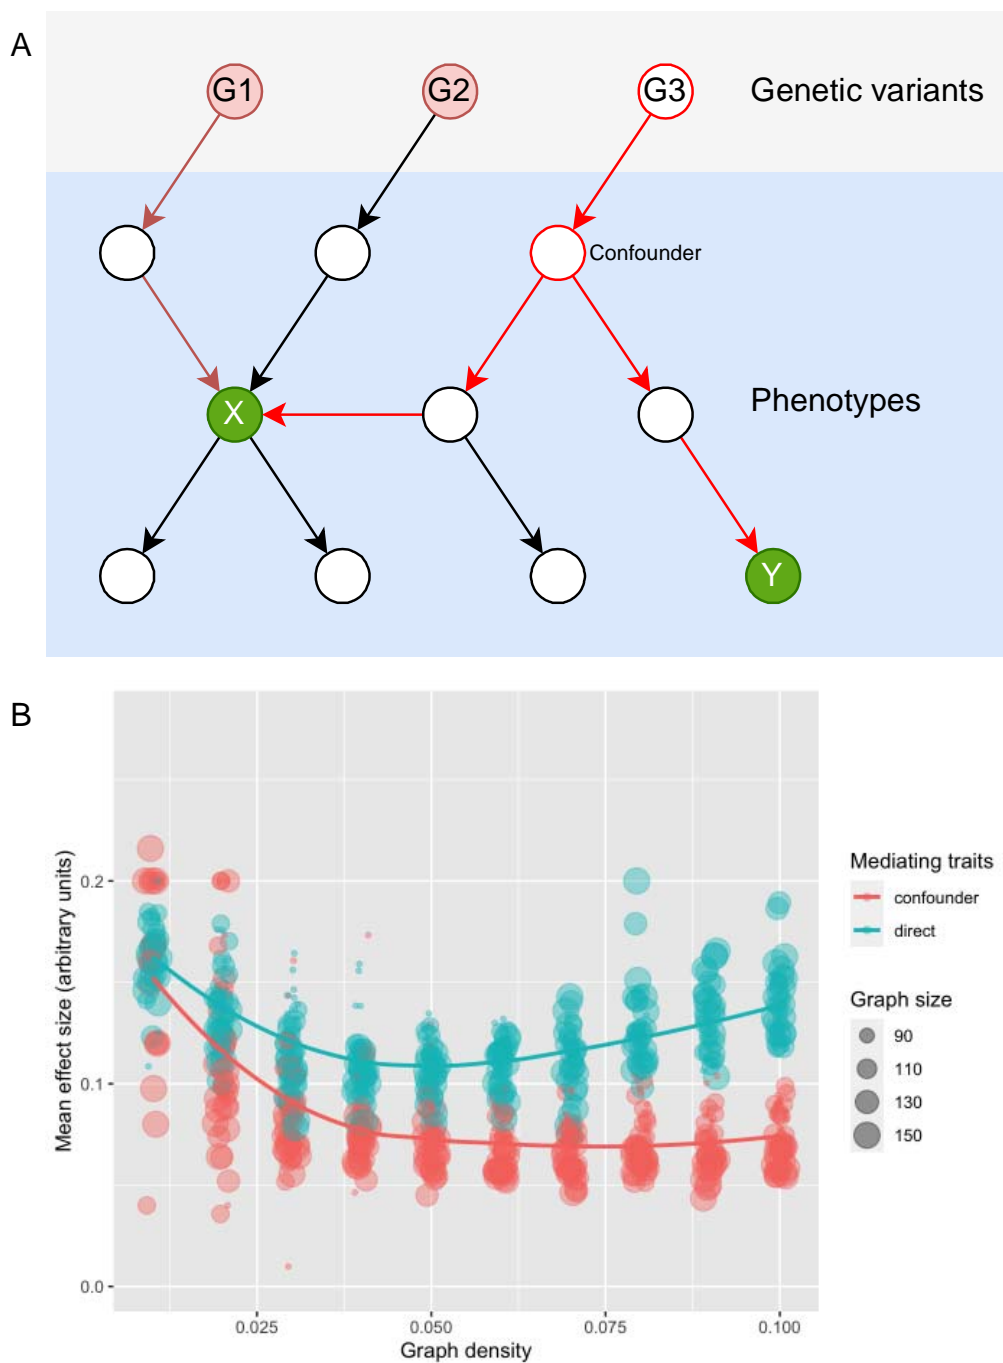 A
G1
G2
G3
Genetic variants
Confounder
X
Phenotypes
Y
B
Mean effect size (arbitrary units)
0.2
0.1
0.0
0.025
0.050
0.075
0.100
Graph density
Mediating traits
confounder
direct
Graph size
90
110
130
150